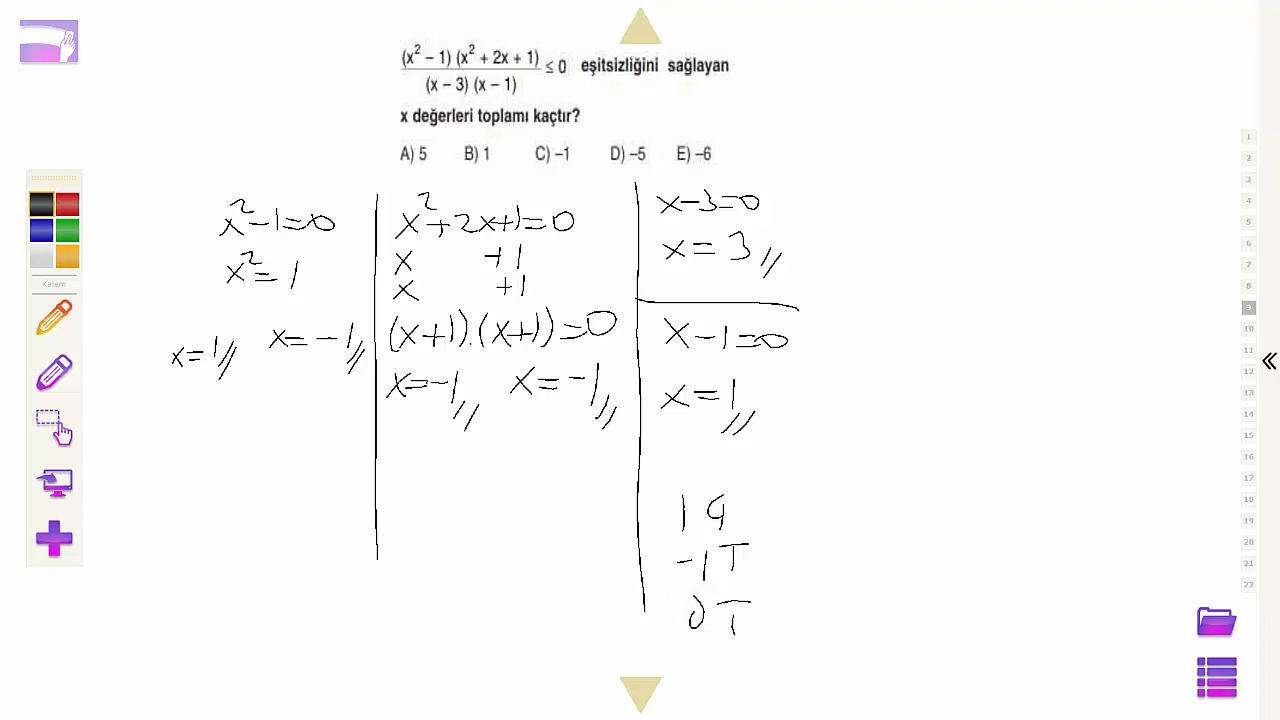 (x² – 1) (x² + 2x + 1)
(x – 3) (x – 1)
≤ 0 eşitsizliğini sağlayan
x değerleri toplamı kaçtır?
A) 5 B) 1 C) –1 D) –5 E) –6
x²-1=0
x²=1
x=1 x=-1
x²+2x+1=0
x +1
x +1
(x+1).(x+1)=0
x=-1 x=-1
x-3=0
x=3
x-1=0
x=1
1 Ç
-1 T
T
Kalem
1
2
3
4
5
6
7
8
9
10
11
12
13
14
15
16
17
18
19
20
21
22